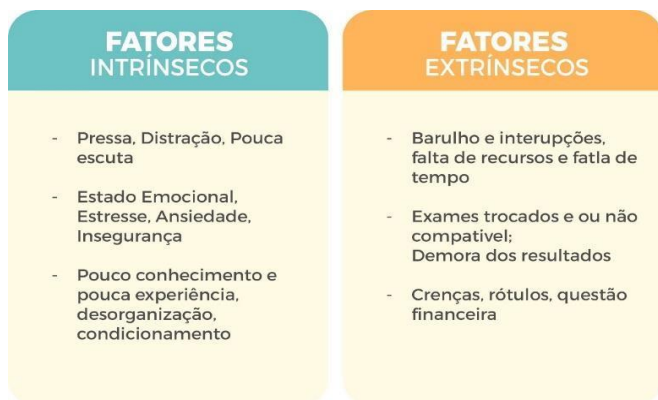 FATORES
INTRÍNSECOS
- Pressa, Distração, Pouca
escuta
- Estado Emocional,
Estresse, Ansiedade,
Insegurança
- Pouco conhecimento e
pouca experiência,
desorganização,
condicionamento
FATORES
EXTRÍNSECOS
- Barulho e interupções,
falta de recursos e fatla de
tempo
- Exames trocados e ou não
compativel;
Demora dos resultados
- Crenças, rótulos, questão
financeira